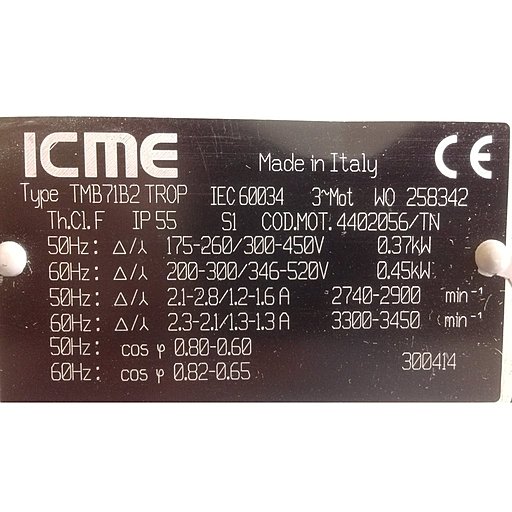 ICME Made in Italy CE
Type TMB71B2 TROP IEC 60034 3~Mot WO 258342
Th.Cl. F IP 55 S1 COD.MOT. 4402056/TN
50Hz: Δ/⅄ 175-260/300-450V 0.37kW
60Hz: Δ/⅄ 200-300/346-520V 0.45kW
50Hz: Δ/⅄ 2.1-2.8/1.2-1.6 A 2740-2900 min⁻¹
60Hz: Δ/⅄ 2.3-2.1/1.3-1.3 A 3300-3450 min⁻¹
50Hz: cos φ 0.80-0.60
60Hz: cos φ 0.82-0.65 300414